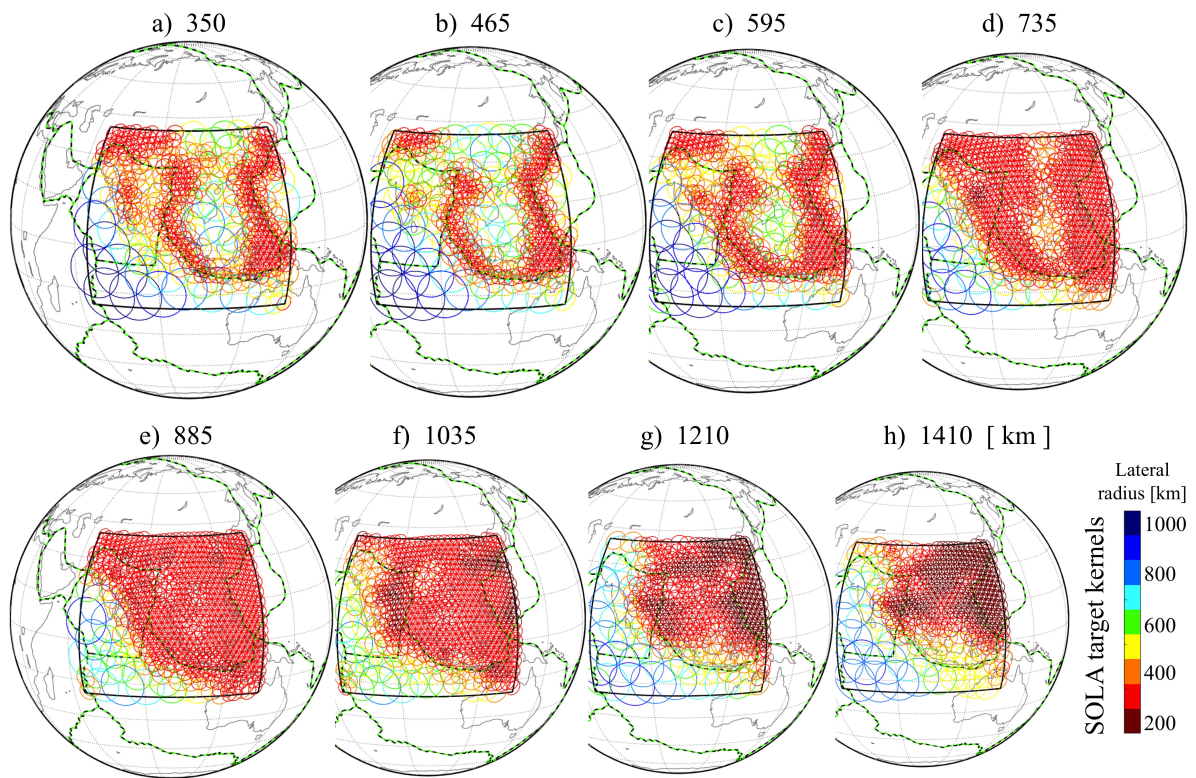 a) 350
b) 465
c) 595
d) 735
e) 885
f) 1035
g) 1210
h) 1410 [ km ]
Lateral
radius [km]
1000
800
600
400
200
SOLA target kernels